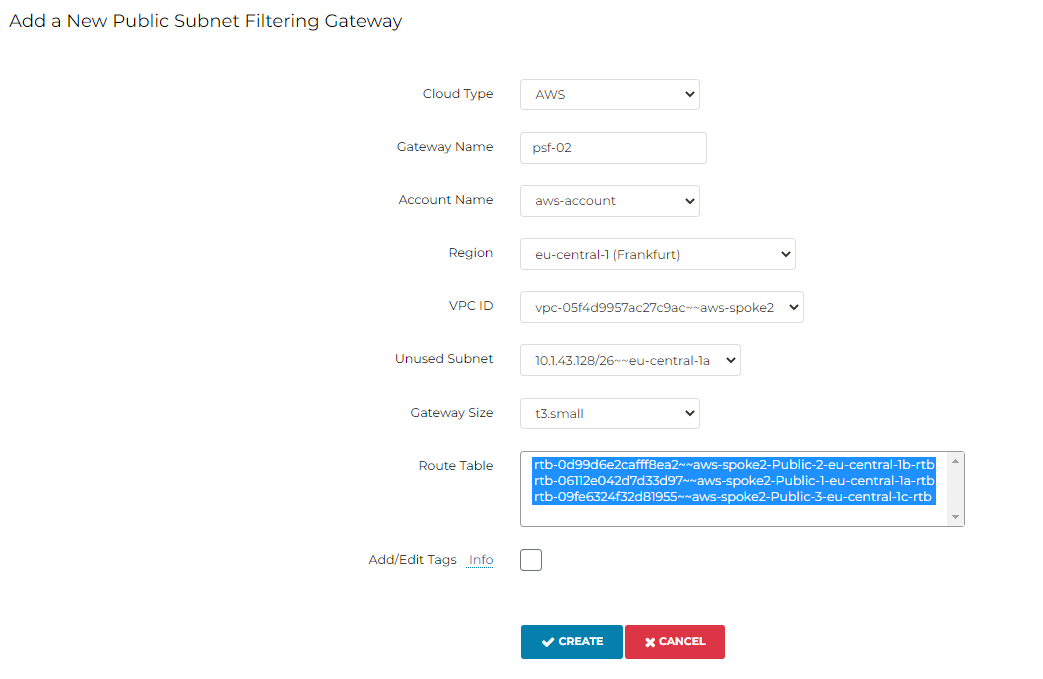 Add a New Public Subnet Filtering Gateway
Cloud Type AWS
Gateway Name psf-02
Account Name aws-account
Region eu-central-1 (Frankfurt)
VPC ID vpc-05f4d9957ac27c9ac~~aws-spoke2
Unused Subnet 10.1.43.128/26~~eu-central-1a
Gateway Size t3.small
Route Table rtb-0d99d6e2cafff8ea2~~aws-spoke2-Public-2-eu-central-1b-rtb
rtb-06112e042d7d33d97~~aws-spoke2-Public-1-eu-central-1a-rtb
rtb-09fe6324f32d81955~~aws-spoke2-Public-3-eu-central-1c-rtb
Add/Edit Tags Info
CREATE CANCEL